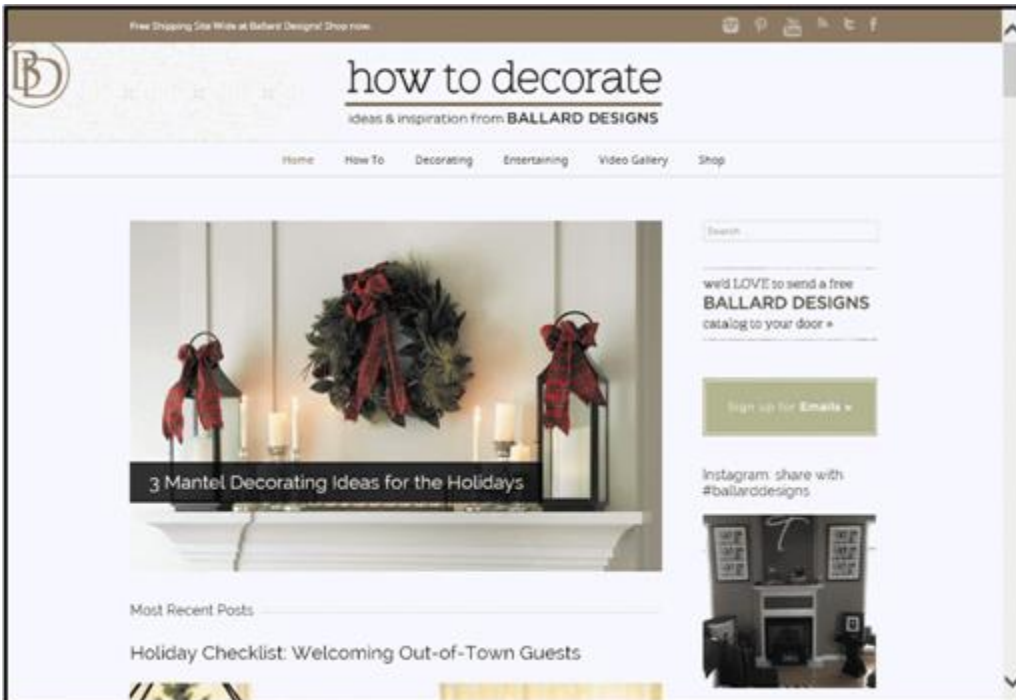 Free Shipping Site Wide at Ballard Designs! Shop now.
BD
how to decorate
ideas & inspiration from BALLARD DESIGNS
Home How To Decorating Entertaining Video Gallery Shop
Search ...
we'd LOVE to send a free
BALLARD DESIGNS
catalog to your door »
Sign up for Emails »
3 Mantel Decorating Ideas for the Holidays
Instagram: share with
#ballarddesigns
Most Recent Posts
Holiday Checklist: Welcoming Out-of-Town Guests